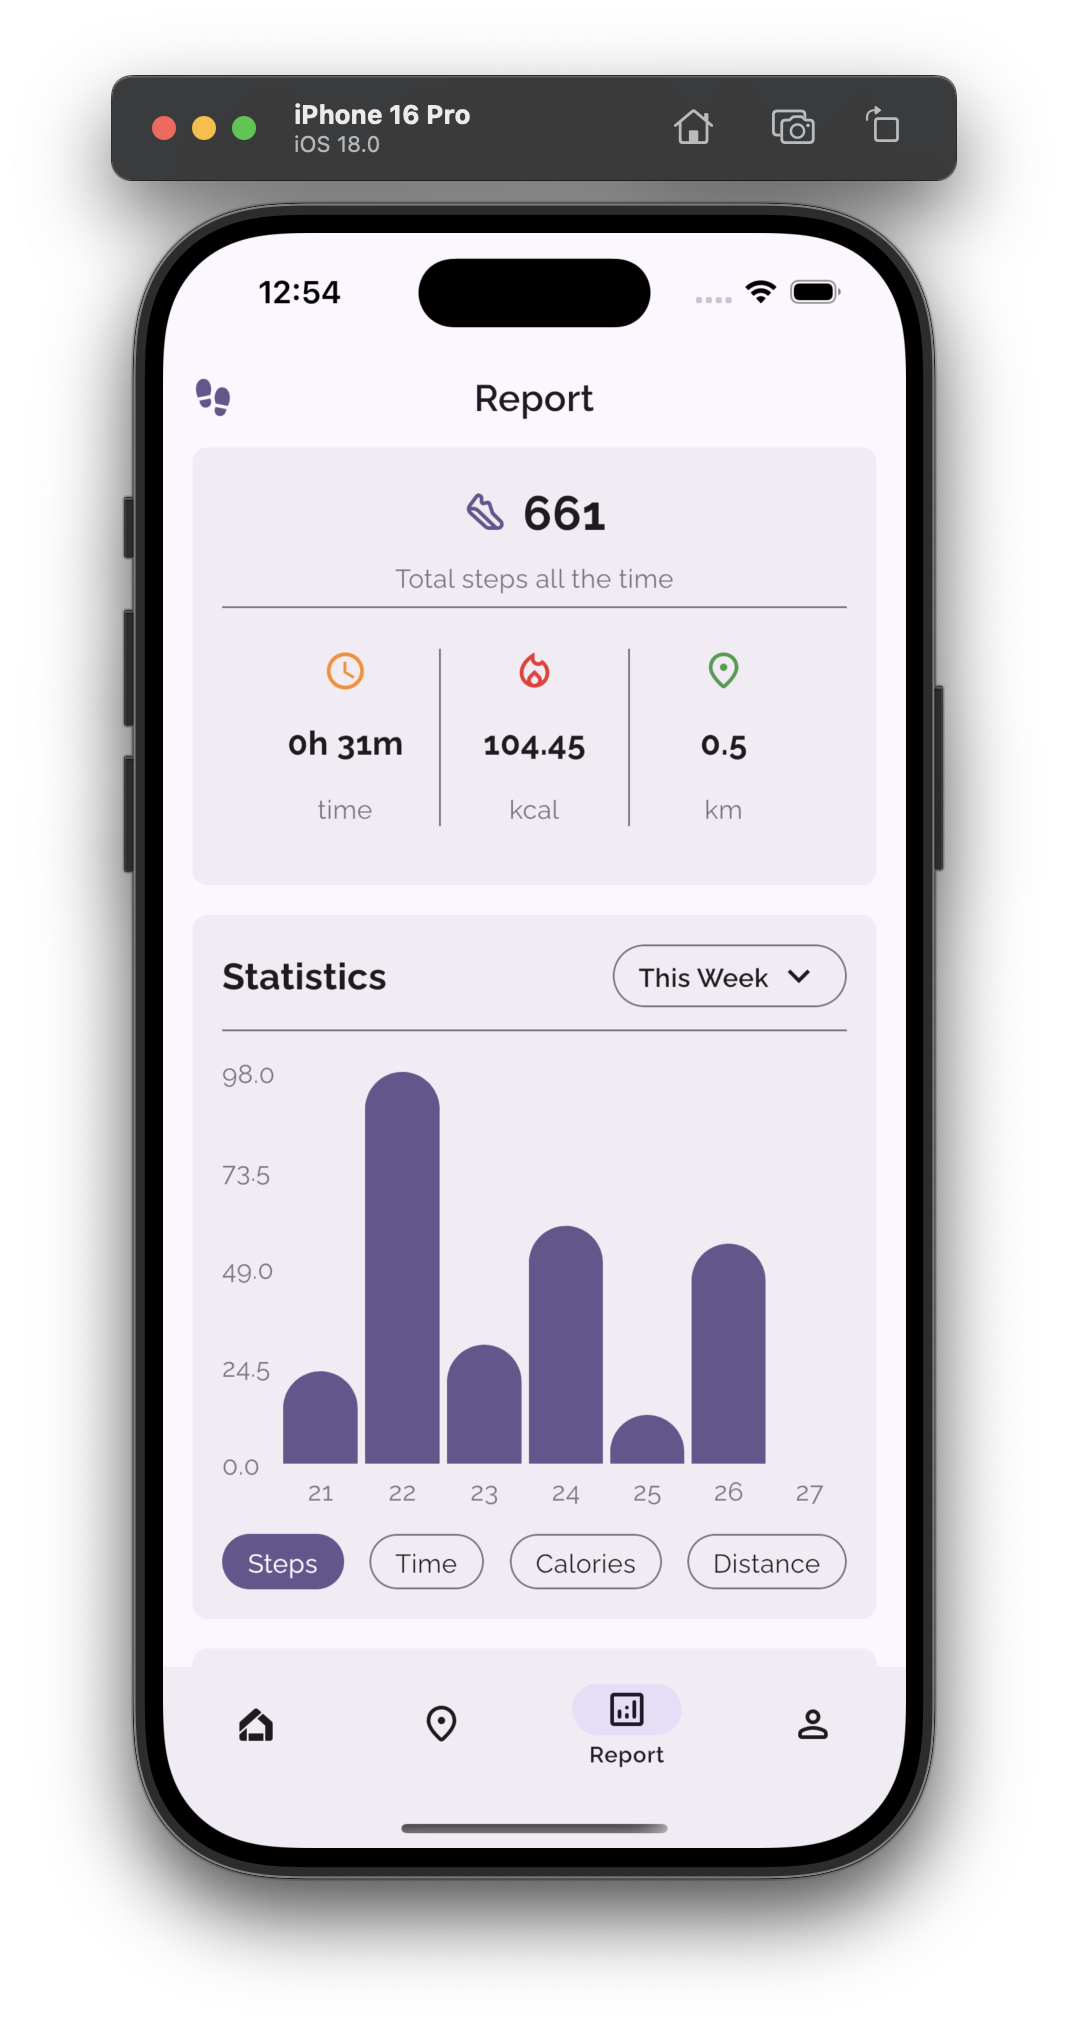 iPhone 16 Pro
iOS 18.0
12:54
Report
661
Total steps all the time
0h 31m 104.45 0.5
time kcal km
Statistics This Week
98.0
73.5
49.0
24.5
0.0
21 22 23 24 25 26 27
Steps Time Calories Distance
Report